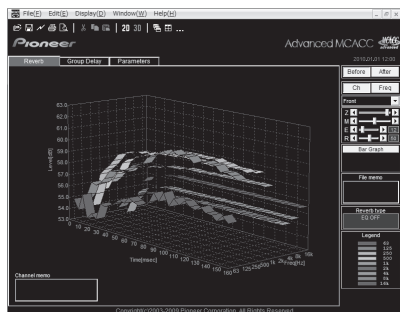 File(F) Edit(E) Display(D) Window(W) Help(H)
2D 3D
Pioneer
Advanced MCACC
Reverb Group Delay Parameters
Before After
Ch Freq
Front
Z
M
E
R
Bar Graph
File memo
Reverb type
EQ OFF
Legend
63
125
250
500
1k
2k
4k
8k
16k
Level[dB]
63.0
62.0
61.0
60.0
59.0
58.0
57.0
56.0
55.0
54.0
53.0
0 10 20 30 40 50 60 70 80 90 100 110 120 130 140 150 160
Time[msec]
63 125 250 500 1k 2k 4k 8k 16k
Freq[Hz]
Channel memo
Copyright(c)2003-2009 Pioneer Corporation. All Rights Reserved.